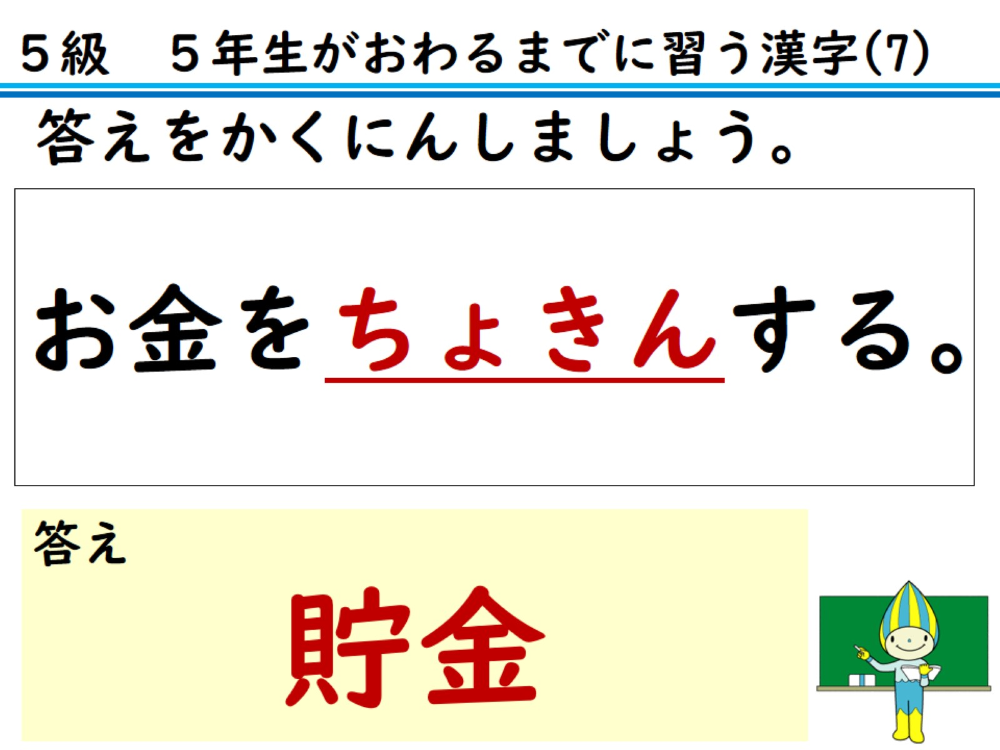 ５級　５年生がおわるまでに習う漢字(7)
答えをかくにんしましょう。
お金をちょきんする。
答え
貯金